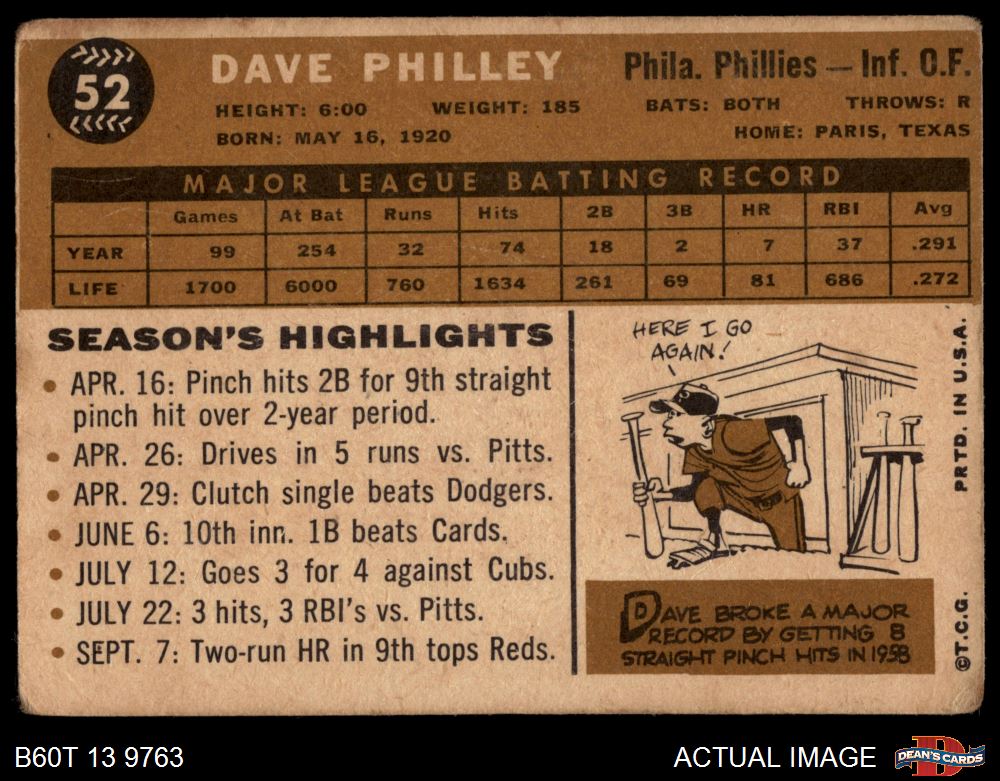 52
DAVE PHILLEY
Phila. Phillies — Inf. O.F.
HEIGHT: 6:00 WEIGHT: 185 BATS: BOTH THROWS: R
BORN: MAY 16, 1920 HOME: PARIS, TEXAS
MAJOR LEAGUE BATTING RECORD
Games At Bat Runs Hits 2B 3B HR RBI Avg
YEAR 99 254 32 74 18 2 7 37 .291
LIFE 1700 6000 760 1634 261 69 81 686 .272
SEASON'S HIGHLIGHTS
• APR. 16: Pinch hits 2B for 9th straight
pinch hit over 2-year period.
• APR. 26: Drives in 5 runs vs. Pitts.
• APR. 29: Clutch single beats Dodgers.
• JUNE 6: 10th inn. 1B beats Cards.
• JULY 12: Goes 3 for 4 against Cubs.
• JULY 22: 3 hits, 3 RBI's vs. Pitts.
• SEPT. 7: Two-run HR in 9th tops Reds.
HERE I GO
AGAIN!
DAVE BROKE A MAJOR
RECORD BY GETTING 8
STRAIGHT PINCH HITS IN 1958
©T.C.G. PRTD. IN U.S.A.
B60T 13 9763
ACTUAL IMAGE
DEAN'S CARDS